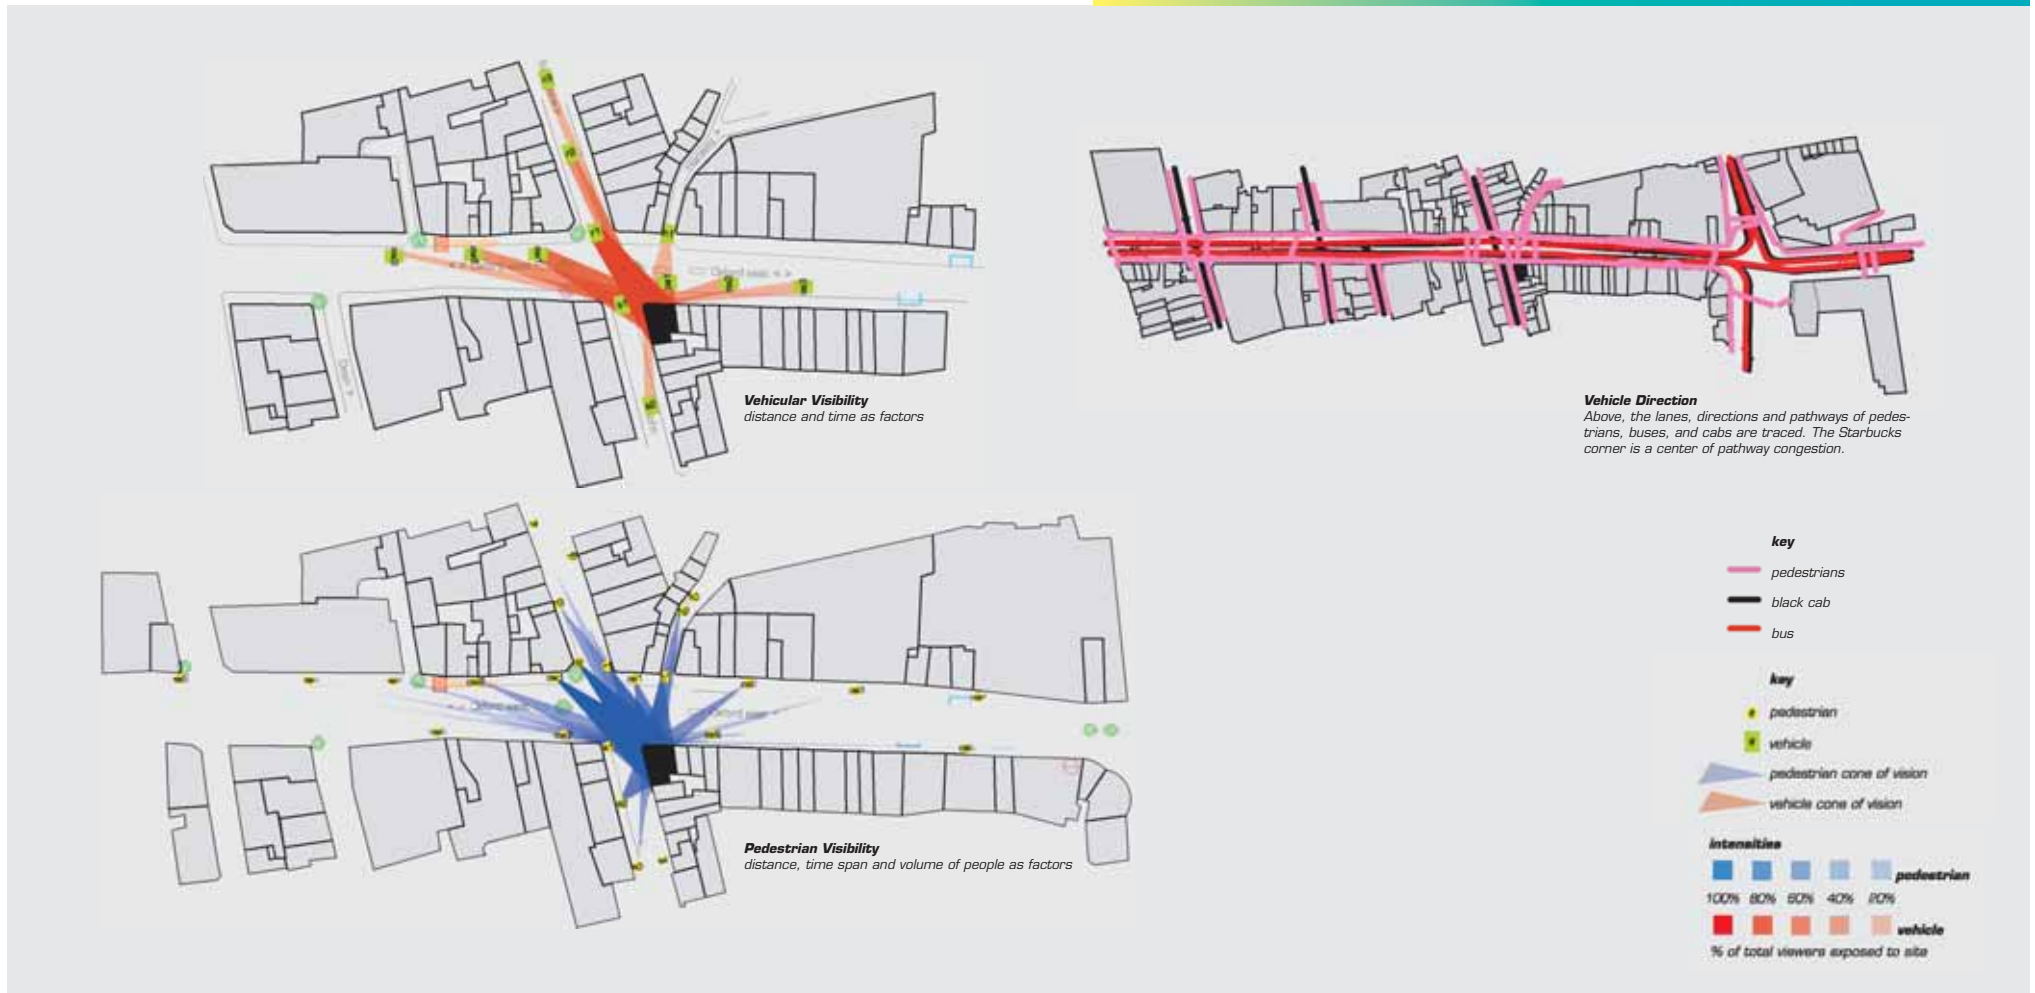 Vehicular Visibility
distance and time as factors
Vehicle Direction
Above, the lanes, directions and pathways of pedes-
trians, buses, and cabs are traced. The Starbucks
corner is a center of pathway congestion.
Pedestrian Visibility
distance, time span and volume of people as factors
key
pedestrians
black cab
bus
key
pedestrian
vehicle
pedestrian cone of vision
vehicle cone of vision
intensities
pedestrian
100% 80% 60% 40% 20%
vehicle
% of total viewers exposed to site